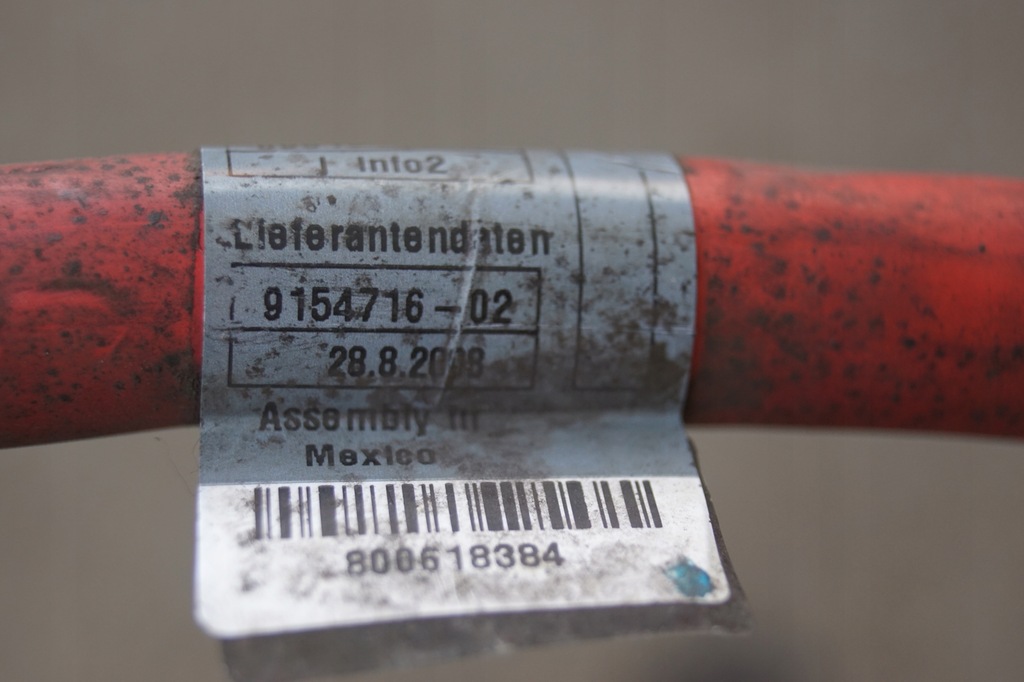 Info2
Lieferantendaten
9154716-02
28.8.2008
Assembly in
Mexico
800618384